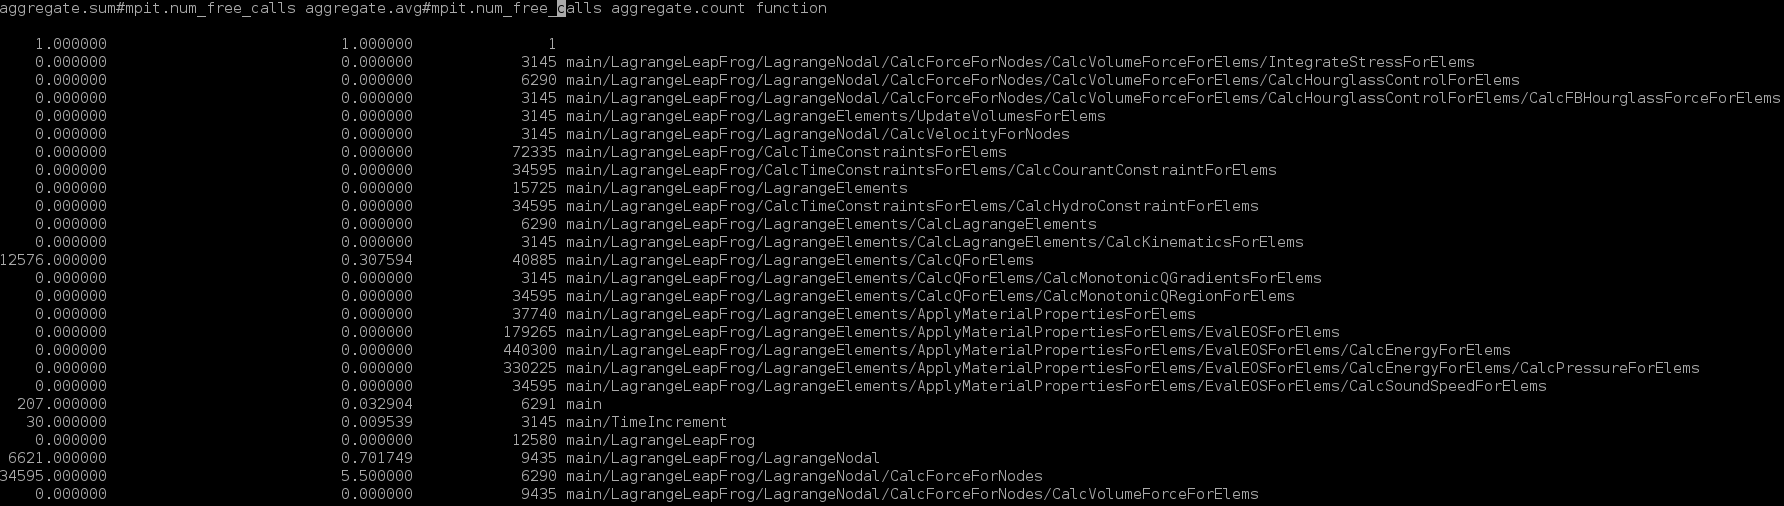 aggregate.sum#mpit.num_free_calls aggregate.avg#mpit.num_free_calls aggregate.count function
1.000000 1.000000 1
0.000000 0.000000 3145 main/LagrangeLeapFrog/LagrangeNodal/CalcForceForNodes/CalcVolumeForceForElems/IntegrateStressForElems
0.000000 0.000000 6290 main/LagrangeLeapFrog/LagrangeNodal/CalcForceForNodes/CalcVolumeForceForElems/CalcHourglassControlForElems
0.000000 0.000000 3145 main/LagrangeLeapFrog/LagrangeNodal/CalcForceForNodes/CalcVolumeForceForElems/CalcHourglassControlForElems/CalcFBHourglassForceForElems
0.000000 0.000000 3145 main/LagrangeLeapFrog/LagrangeElements/UpdateVolumesForElems
0.000000 0.000000 3145 main/LagrangeLeapFrog/LagrangeNodal/CalcVelocityForNodes
0.000000 0.000000 72335 main/LagrangeLeapFrog/CalcTimeConstraintsForElems
0.000000 0.000000 34595 main/LagrangeLeapFrog/CalcTimeConstraintsForElems/CalcCourantConstraintForElems
0.000000 0.000000 15725 main/LagrangeLeapFrog/LagrangeElements
0.000000 0.000000 34595 main/LagrangeLeapFrog/CalcTimeConstraintsForElems/CalcHydroConstraintForElems
0.000000 0.000000 6290 main/LagrangeLeapFrog/LagrangeElements/CalcLagrangeElements
0.000000 0.000000 3145 main/LagrangeLeapFrog/LagrangeElements/CalcLagrangeElements/CalcKinematicsForElems
12576.000000 0.307594 40885 main/LagrangeLeapFrog/LagrangeElements/CalcQForElems
0.000000 0.000000 3145 main/LagrangeLeapFrog/LagrangeElements/CalcQForElems/CalcMonotonicQGradientsForElems
0.000000 0.000000 34595 main/LagrangeLeapFrog/LagrangeElements/CalcQForElems/CalcMonotonicQRegionForElems
0.000000 0.000000 37740 main/LagrangeLeapFrog/LagrangeElements/ApplyMaterialPropertiesForElems
0.000000 0.000000 179265 main/LagrangeLeapFrog/LagrangeElements/ApplyMaterialPropertiesForElems/EvalEOSForElems
0.000000 0.000000 440300 main/LagrangeLeapFrog/LagrangeElements/ApplyMaterialPropertiesForElems/EvalEOSForElems/CalcEnergyForElems
0.000000 0.000000 330225 main/LagrangeLeapFrog/LagrangeElements/ApplyMaterialPropertiesForElems/EvalEOSForElems/CalcEnergyForElems/CalcPressureForElems
0.000000 0.000000 34595 main/LagrangeLeapFrog/LagrangeElements/ApplyMaterialPropertiesForElems/EvalEOSForElems/CalcSoundSpeedForElems
207.000000 0.032904 6291 main
30.000000 0.009539 3145 main/TimeIncrement
0.000000 0.000000 12580 main/LagrangeLeapFrog
6621.000000 0.701749 9435 main/LagrangeLeapFrog/LagrangeNodal
34595.000000 5.500000 6290 main/LagrangeLeapFrog/LagrangeNodal/CalcForceForNodes
0.000000 0.000000 9435 main/LagrangeLeapFrog/LagrangeNodal/CalcForceForNodes/CalcVolumeForceForElems